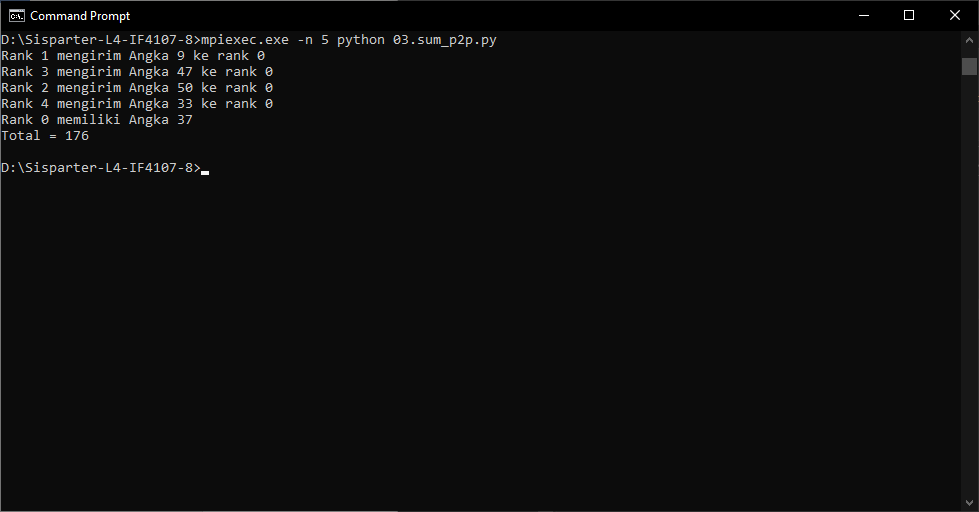 Command Prompt
D:\Sisparter-L4-IF4107-8>mpiexec.exe -n 5 python 03.sum_p2p.py
Rank 1 mengirim Angka 9 ke rank 0
Rank 3 mengirim Angka 47 ke rank 0
Rank 2 mengirim Angka 50 ke rank 0
Rank 4 mengirim Angka 33 ke rank 0
Rank 0 memiliki Angka 37
Total = 176
D:\Sisparter-L4-IF4107-8>